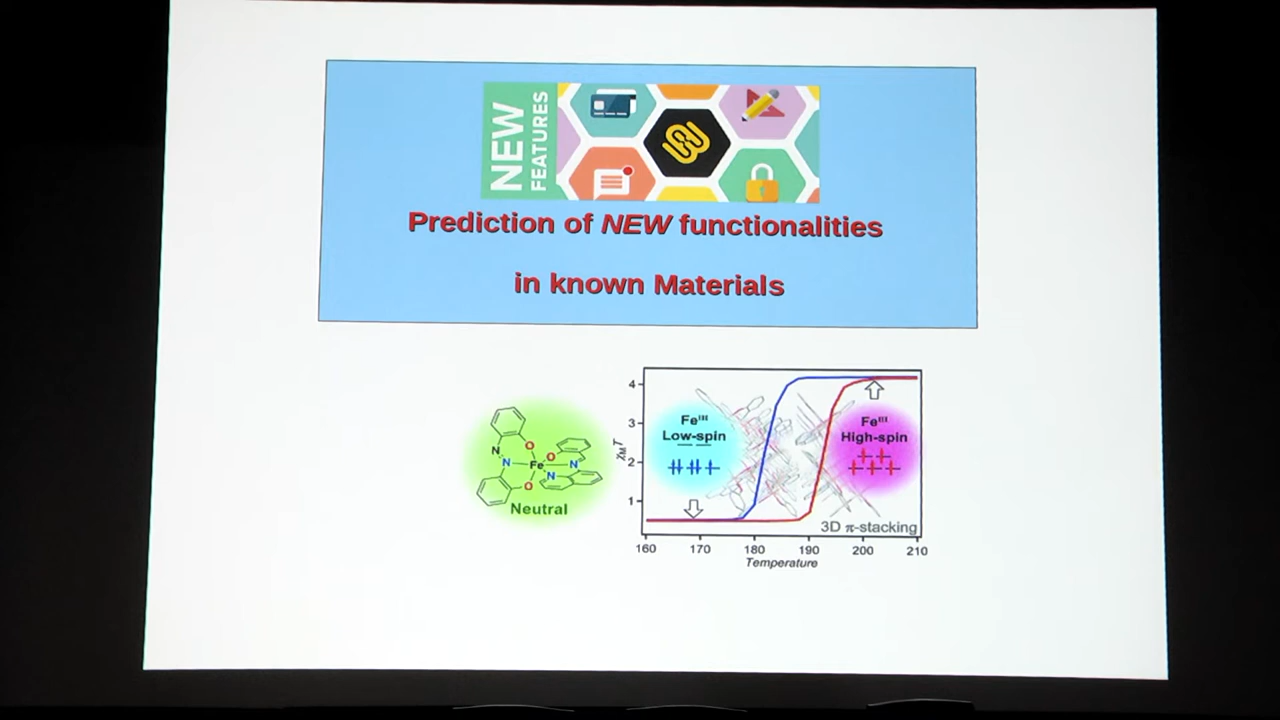 NEW
FEATURES
Prediction of NEW functionalities
in known Materials
N
N
O
O
Fe
O
N
N
Neutral
χMT
4
3
2
1
Feᴵᴵᴵ
Low-spin
Feᴵᴵᴵ
High-spin
3D π-stacking
160 170 180 190 200 210
Temperature